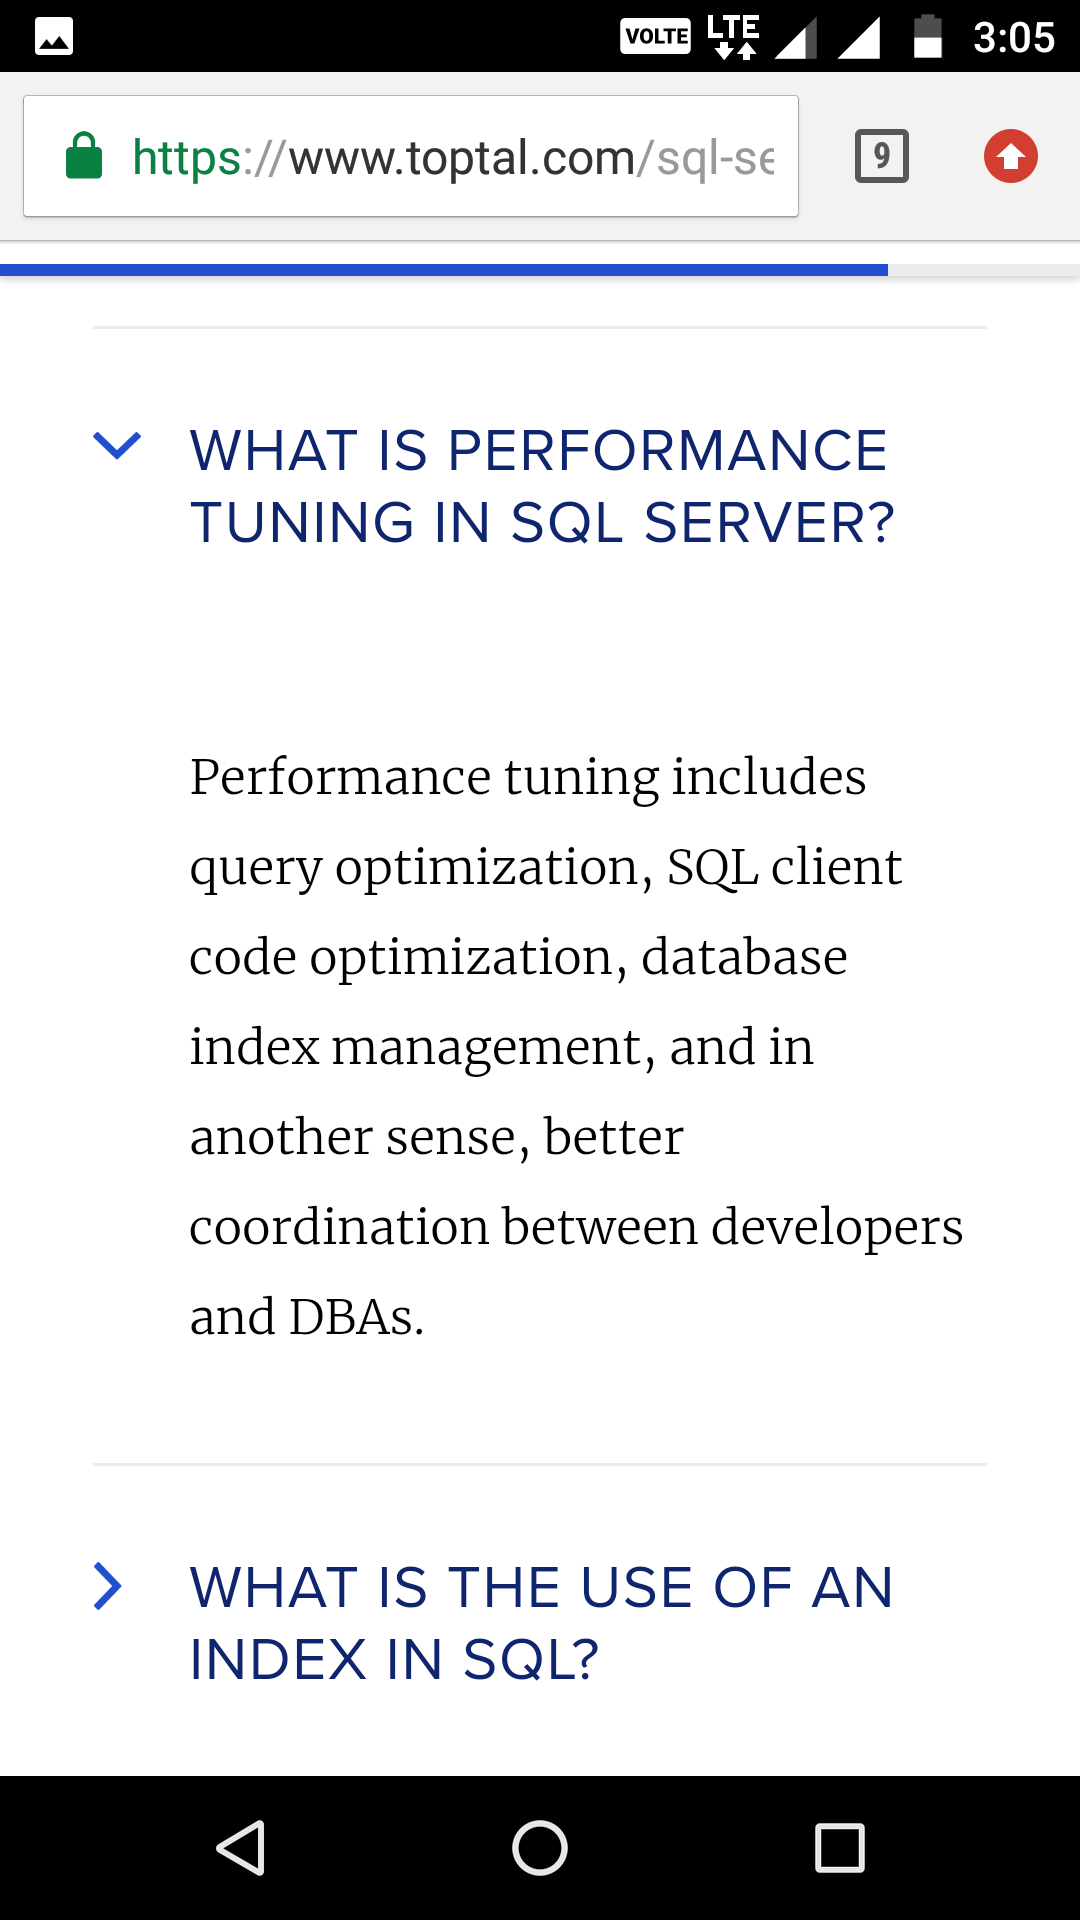 VOLTE LTE 3:05
https://www.toptal.com/sql-se 9
WHAT IS PERFORMANCE
TUNING IN SQL SERVER?
Performance tuning includes
query optimization, SQL client
code optimization, database
index management, and in
another sense, better
coordination between developers
and DBAs.
WHAT IS THE USE OF AN
INDEX IN SQL?